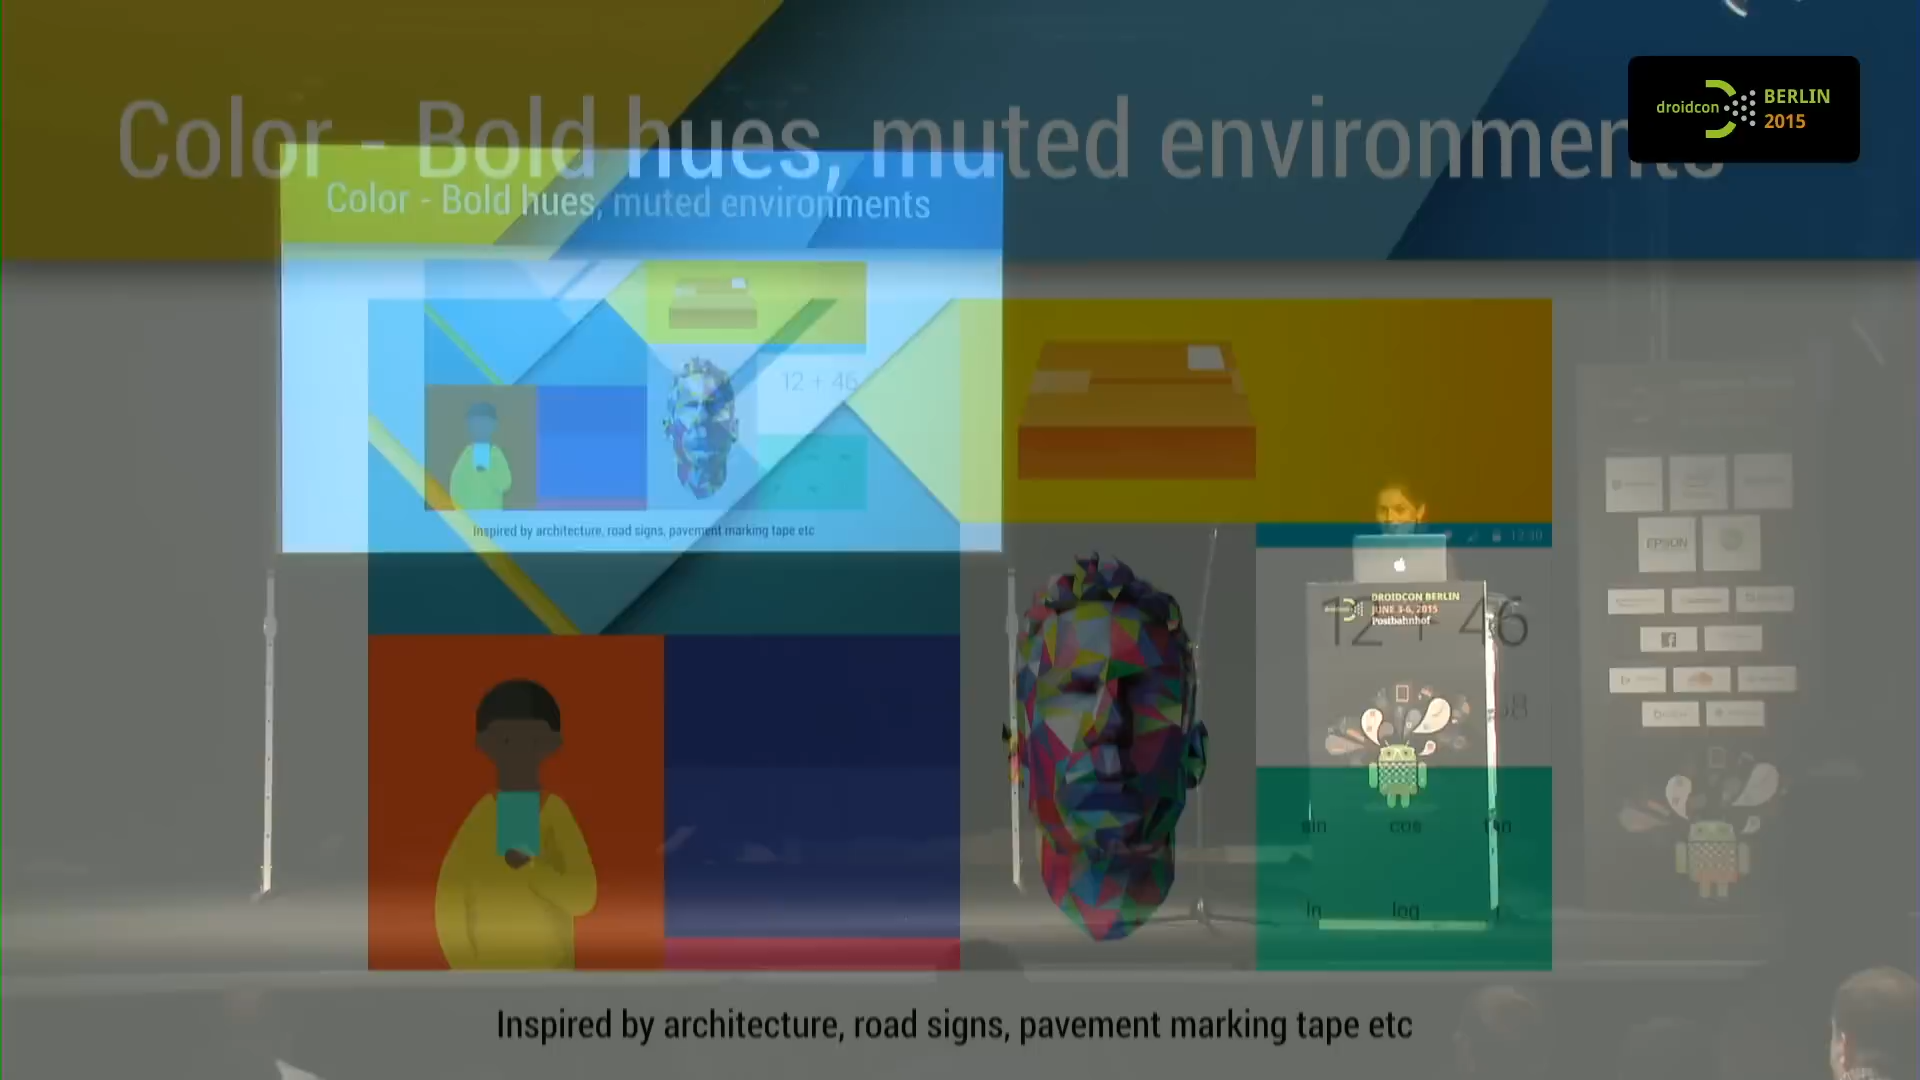 Color - Bold hues, muted environments
droidcon
BERLIN
2015
Color - Bold hues, muted environments
12 + 46
Inspired by architecture, road signs, pavement marking tape etc
12:30
12 + 46
EPSON
DROIDCON BERLIN
JUNE 3-6, 2015
Postbahnhof
sin cos tan
ln log
Inspired by architecture, road signs, pavement marking tape etc